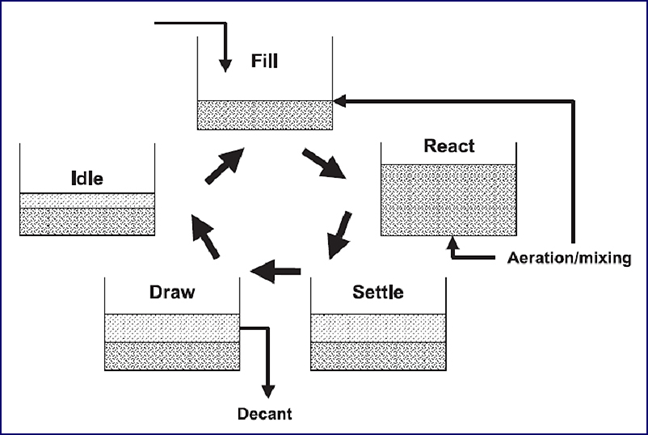 Fill
React
Idle
Aeration/mixing
Draw
Settle
Decant